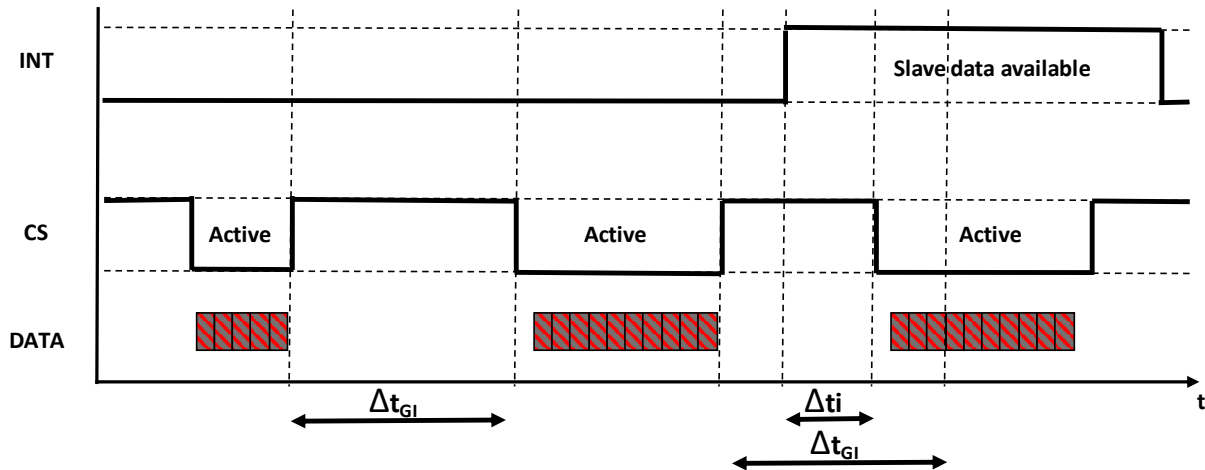 INT
Slave data available
CS
Active
Active
Active
DATA
t
Δt_GI
Δti
Δt_GI